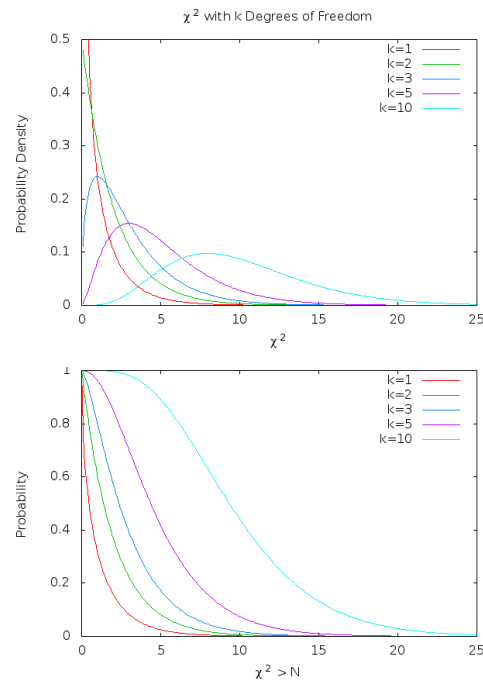 χ² with k Degrees of Freedom
0.5
0.4
0.3
0.2
0.1
0
Probability Density
k=1
k=2
k=3
k=5
k=10
0 5 10 15 20 25
χ²
1
0.8
0.6
0.4
0.2
0
Probability
k=1
k=2
k=3
k=5
k=10
0 5 10 15 20 25
χ² > N